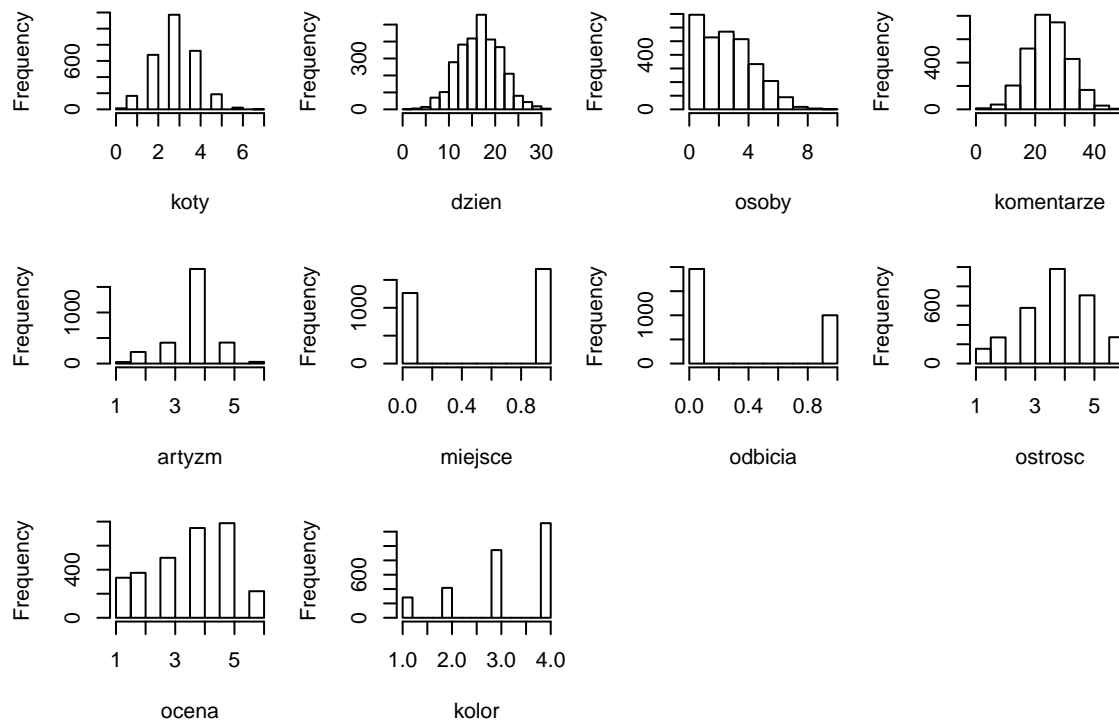 Frequency
0 600
0 2 4 6
koty
Frequency
0 300
0 10 20 30
dzien
Frequency
0 400
0 4 8
osoby
Frequency
0 400
0 20 40
komentarze
Frequency
0 1000
1 3 5
artyzm
Frequency
0 1000
0.0 0.4 0.8
miejsce
Frequency
0 1000
0.0 0.4 0.8
odbicia
Frequency
0 600
1 3 5
ostrosc
Frequency
0 400
1 3 5
ocena
Frequency
0 600
1.0 2.0 3.0 4.0
kolor